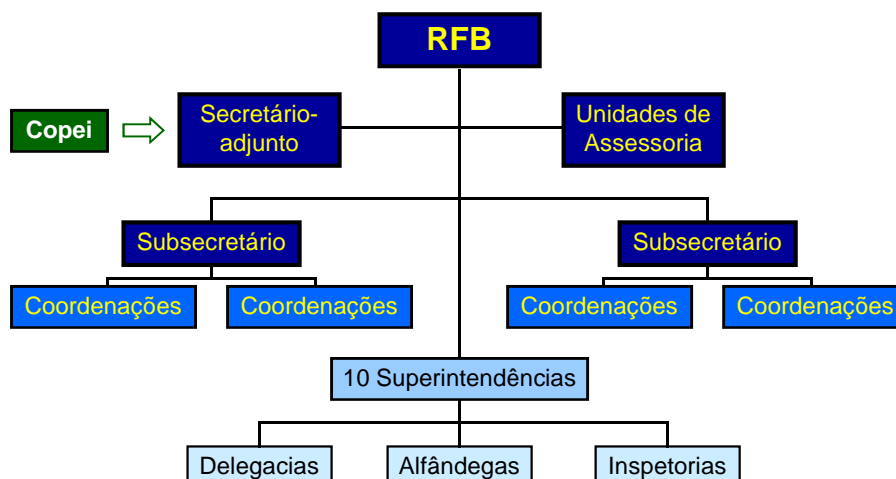 RFB
Copei
Secretário-
adjunto
Unidades de
Assessoria
Subsecretário
Subsecretário
Coordenações
Coordenações
Coordenações
Coordenações
10 Superintendências
Delegacias
Alfândegas
Inspetorias